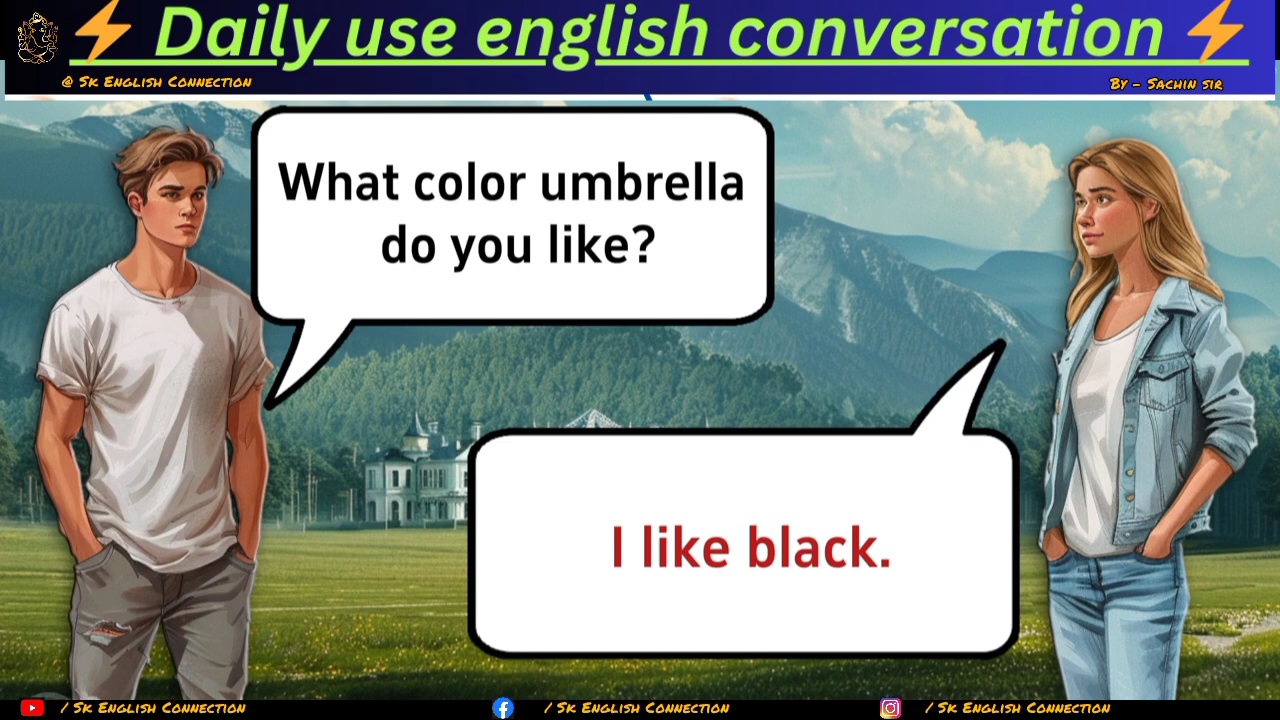 Daily use english conversation
@ Sk English Connection
By - Sachin sir
What color umbrella
do you like?
I like black.
/ Sk English Connection
/ Sk English Connection
/ Sk English Connection